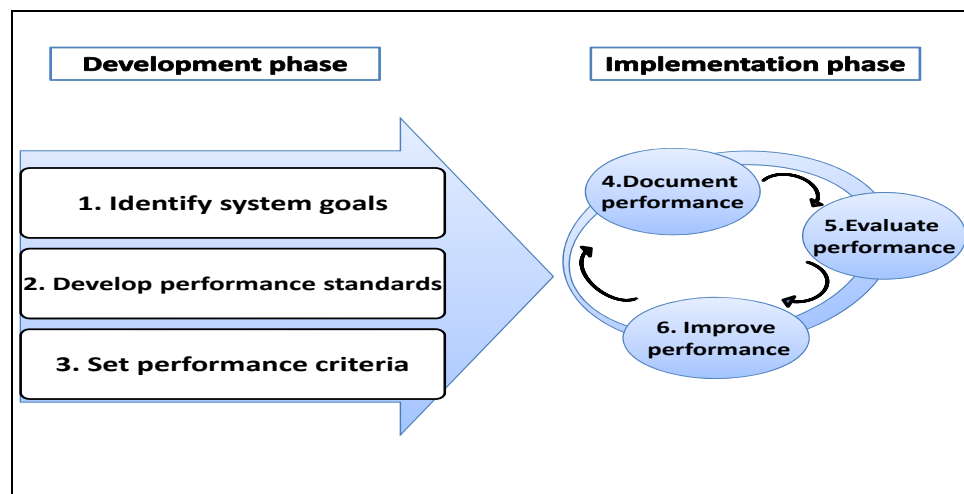 Development phase
Implementation phase
1. Identify system goals
2. Develop performance standards
3. Set performance criteria
4.Document
performance
5.Evaluate
performance
6. Improve
performance